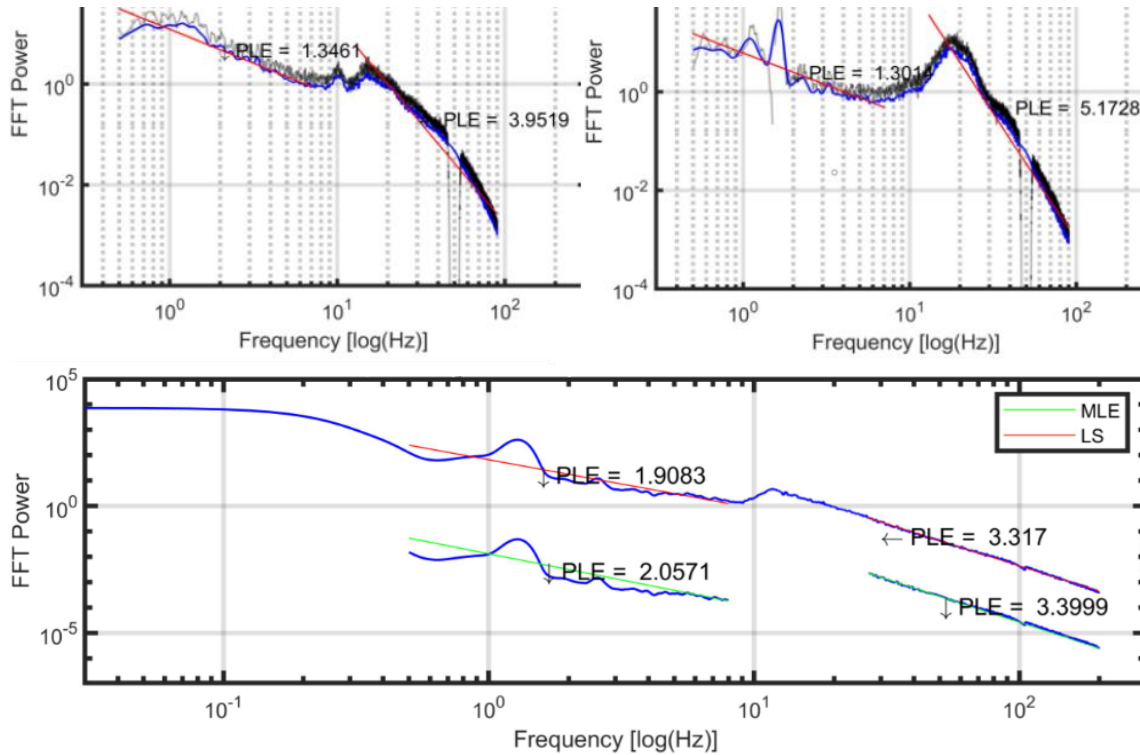 FFT Power
10^0
10^-2
10^-4
↓ PLE = 1.3461
PLE = 3.9519
10^0 10^1 10^2
Frequency [log(Hz)]
FFT Power
10^0
10^-2
10^-4
PLE = 1.3014
PLE = 5.1728
10^0 10^1 10^2
Frequency [log(Hz)]
FFT Power
10^5
10^0
10^-5
MLE
LS
↓ PLE = 1.9083
← PLE = 3.317
↓ PLE = 2.0571
↓ PLE = 3.3999
10^-1 10^0 10^1 10^2
Frequency [log(Hz)]